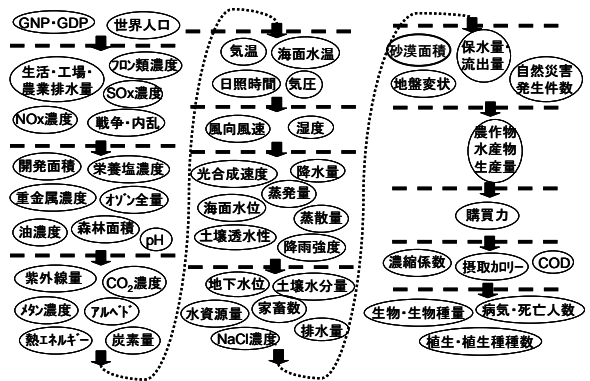 GNP・GDP
世界人口
生活・工場・
農業排水量
フロン類濃度
SOx濃度
NOx濃度
戦争・内乱
開発面積
栄養塩濃度
重金属濃度
オゾン全量
油濃度
森林面積
pH
紫外線量
CO₂濃度
メタン濃度
アルベド
熱エネルギー
炭素量
気温
海面水温
日照時間
気圧
風向風速
湿度
光合成速度
降水量
蒸発量
海面水位
蒸散量
土壌透水性
降雨強度
地下水位
土壌水分量
水資源量
家畜数
排水量
NaCl濃度
砂漠面積
保水量・
流出量
地盤変状
自然災害
発生件数
農作物
水産物
生産量
購買力
濃縮係数
摂取カロリー
COD
生物・生物種量
病気・死亡人数
植生・植生種種数